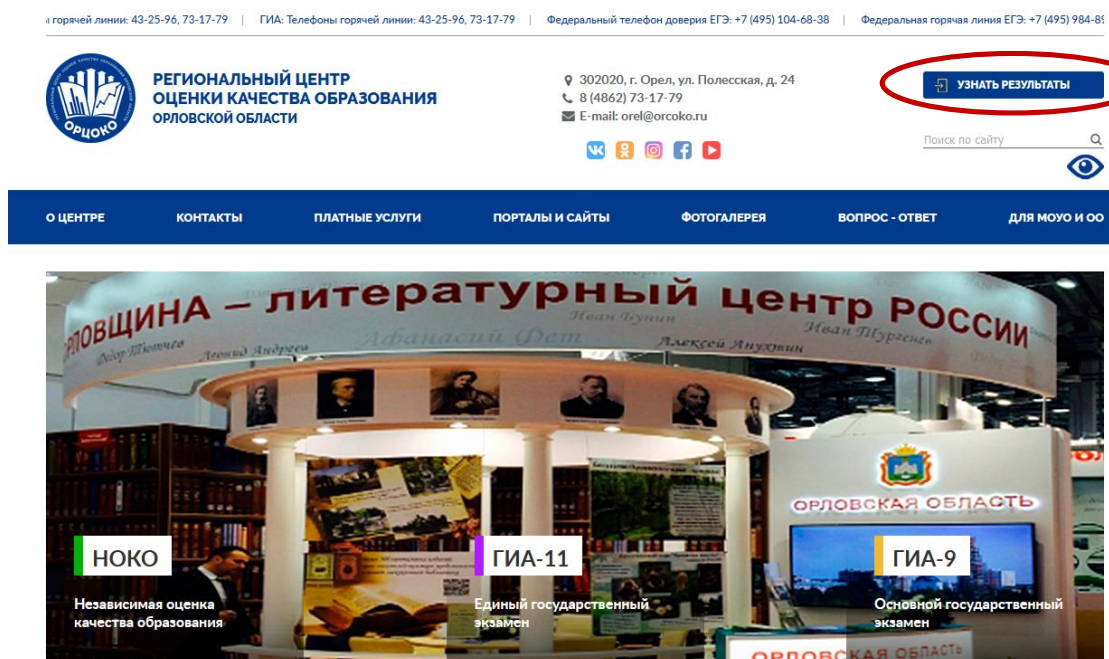 ы горячей линии: 43-25-96, 73-17-79 | ГИА: Телефоны горячей линии: 43-25-96, 73-17-79 | Федеральный телефон доверия ЕГЭ: +7 (495) 104-68-38 | Федеральная горячая линия ЕГЭ: +7 (495) 984-89
ОРЦОКО
РЕГИОНАЛЬНЫЙ ЦЕНТР
ОЦЕНКИ КАЧЕСТВА ОБРАЗОВАНИЯ
ОРЛОВСКОЙ ОБЛАСТИ
302020, г. Орел, ул. Полесская, д. 24
8 (4862) 73-17-79
E-mail: orel@orcoko.ru
УЗНАТЬ РЕЗУЛЬТАТЫ
Поиск по сайту
О ЦЕНТРЕ КОНТАКТЫ ПЛАТНЫЕ УСЛУГИ ПОРТАЛЫ И САЙТЫ ФОТОГАЛЕРЕЯ ВОПРОС - ОТВЕТ ДЛЯ МОУО И ОО
ОРЛОВЩИНА – литературный центр РОССИИ
Федор Тютчев Леонид Андреев Афанасий Фет Иван Бунин Алексей Апухтин Иван Тургенев
ОРЛОВСКАЯ ОБЛАСТЬ
НОКО
Независимая оценка
качества образования
ГИА-11
Единый государственный
экзамен
ГИА-9
Основной государственный
экзамен
ОРЛОВСКАЯ ОБЛАСТЬ